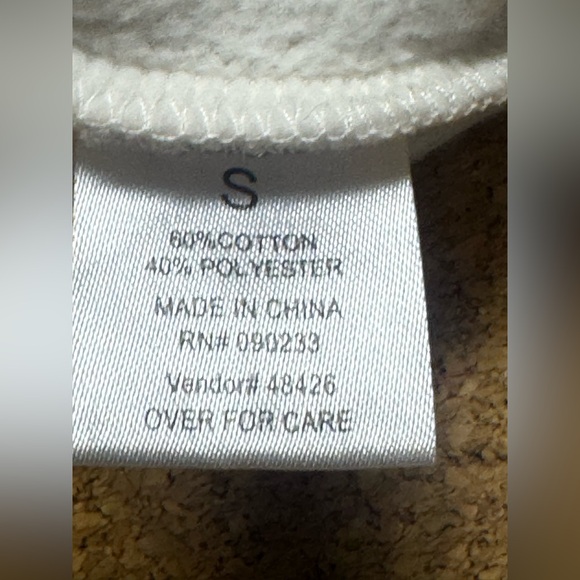 S
60%COTTON
40% POLYESTER
MADE IN CHINA
RN# 090233
Vendor# 48426
OVER FOR CARE